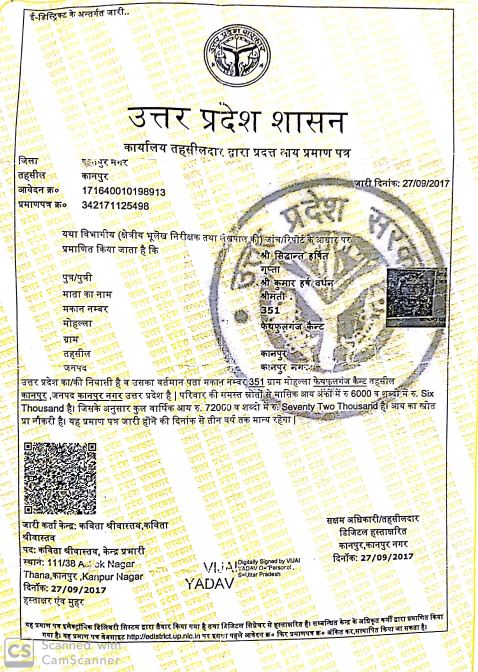 ई-डिस्ट्रिक्ट के अन्तर्गत जारी..
उत्तर प्रदेश शासन
कार्यालय तहसीलदार द्वारा प्रदत्त आय प्रमाण पत्र
जिला नगर
तहसील कानपुर
आवेदन क्र० 171640010198913 जारी दिनांक: 27/09/2017
प्रमाणपत्र क्र० 342171125498
यथा विभागीय (क्षेत्रीय भूलेख निरीक्षक तथा लेखपाल की) जांच/रिपोर्ट के आधार पर
प्रमाणित किया जाता है कि श्री सिद्धान्त हर्षित
गुप्ता
पुत्र/पुत्री श्री कुमार हर्ष वर्धन
माता का नाम श्रीमती .
मकान नम्बर 351
मोहल्ला फेथफुलगंज कैन्ट
ग्राम
तहसील कानपुर
जनपद कानपुर नगर
उत्तर प्रदेश का/की निवासी है व उसका वर्तमान पता मकान नम्बर 351 ग्राम मोहल्ला फेथफुलगंज कैन्ट तहसील
कानपुर ,जनपद कानपुर नगर उत्तर प्रदेश है | परिवार की समस्त स्रोतों से मासिक आय अंकों में रु. 6000 व शब्दों में रु. Six
Thousand है| जिसके अनुसार कुल वार्षिक आय रु. 72000 व शब्दों में रु. Seventy Two Thousand है| आय का स्रोत
प्रा नौकरी है। यह प्रमाण पत्र जारी होने की दिनांक से तीन वर्ष तक मान्य रहेगा |
जारी कर्ता केन्द्र: कविता श्रीवास्तव,कविता
श्रीवास्तव
पद: कविता श्रीवास्तव, केन्द्र प्रभारी
स्थान: 111/38 Nagar
Thana,कानपुर ,Kanpur Nagar
दिनांक: 27/09/2017
हस्ताक्षर एंव मुहर
VIJAI
YADAV
Digitally Signed by VIJAI
YADAV
S=Uttar Pradesh
सक्षम अधिकारी/तहसीलदार
डिजिटल हस्ताक्षरित
कानपुर,कानपुर नगर
दिनांक: 27/09/2017
यह प्रमाण पत्र इलेक्ट्रॉनिक डिलिवरी सिस्टम द्वारा तैयार किया गया है तथा डिजिटल सिग्नेचर से हस्ताक्षरित है। सम्बन्धित केन्द्र के अधिकृत कर्मी द्वारा प्रमाणित किया
गया है। यह प्रमाण पत्र वेबसाइट http://edistrict.up.nic.in पर इसका पहले आवेदन क्र० फिर प्रमाणपत्र क्र० अंकित कर,सत्यापित किया जा सकता है।
CS Scanned with
CamScanner